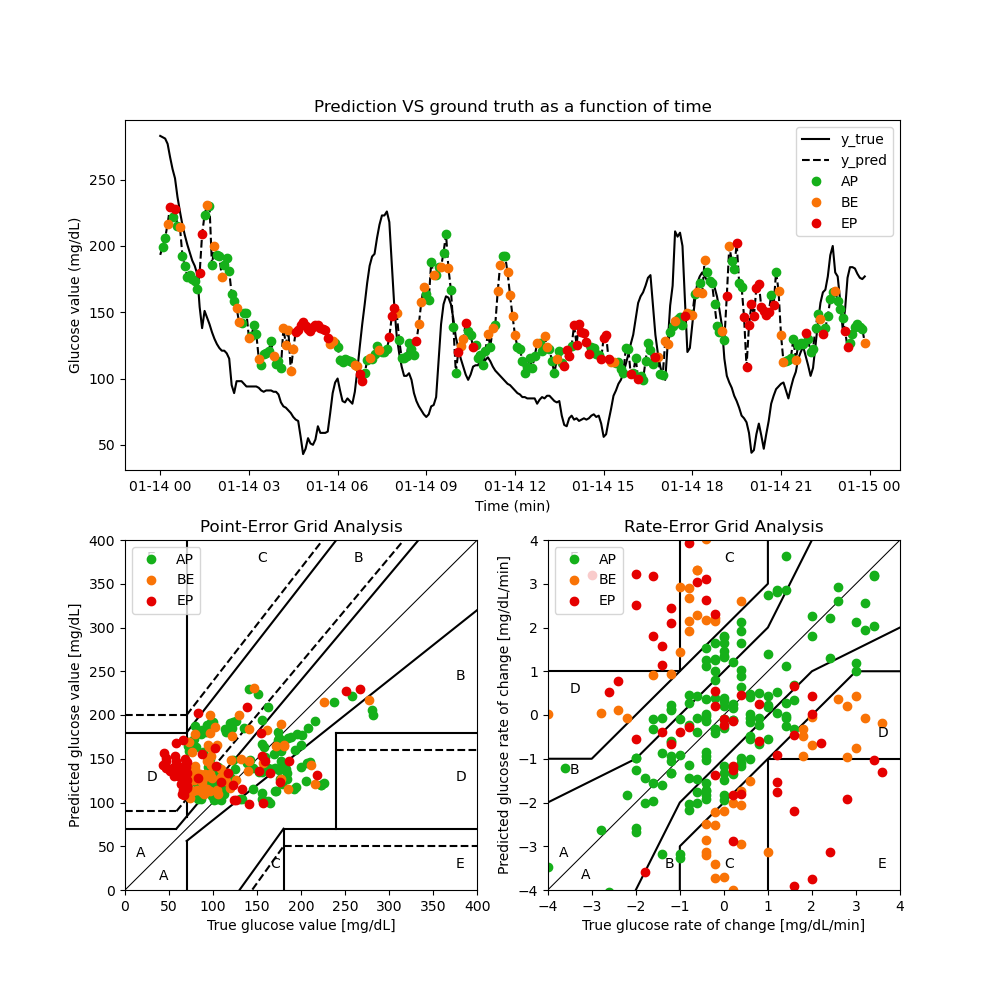 Prediction VS ground truth as a function of time
Glucose value (mg/dL)
250
200
150
100
50
y_true
y_pred
AP
BE
EP
01-14 00 01-14 03 01-14 06 01-14 09 01-14 12 01-14 15 01-14 18 01-14 21 01-15 00
Time (min)
Point-Error Grid Analysis
Predicted glucose value [mg/dL]
400
350
300
250
200
150
100
50
0
AP
BE
EP
C
B
B
D
D
A
A
C
E
0 50 100 150 200 250 300 350 400
True glucose value [mg/dL]
Rate-Error Grid Analysis
Predicted glucose rate of change [mg/dL/min]
4
3
2
1
0
−1
−2
−3
−4
AP
BE
EP
C
D
D
B
A
A
B
C
E
−4 −3 −2 −1 0 1 2 3 4
True glucose rate of change [mg/dL/min]